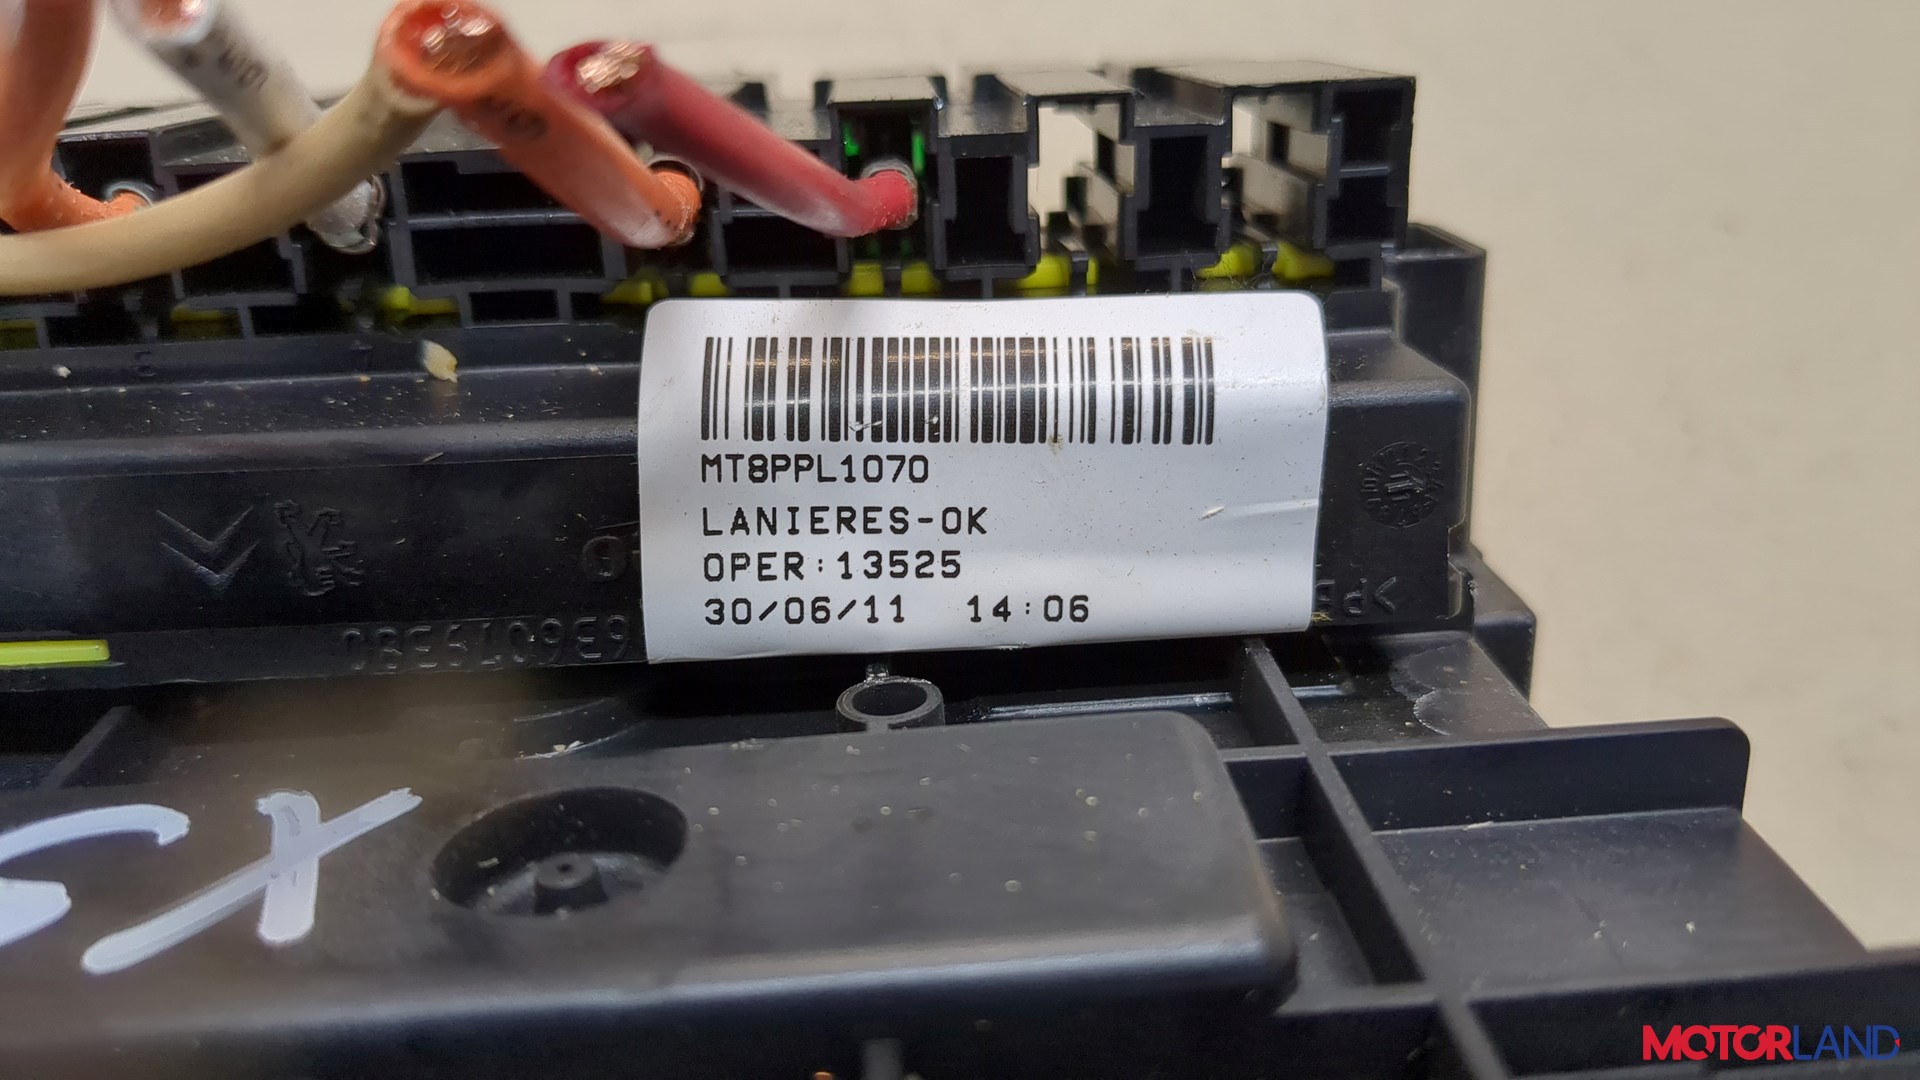 MT8PPL1070
LANIERES-OK
OPER:13525
30/06/11 14:06
MOTORLAND